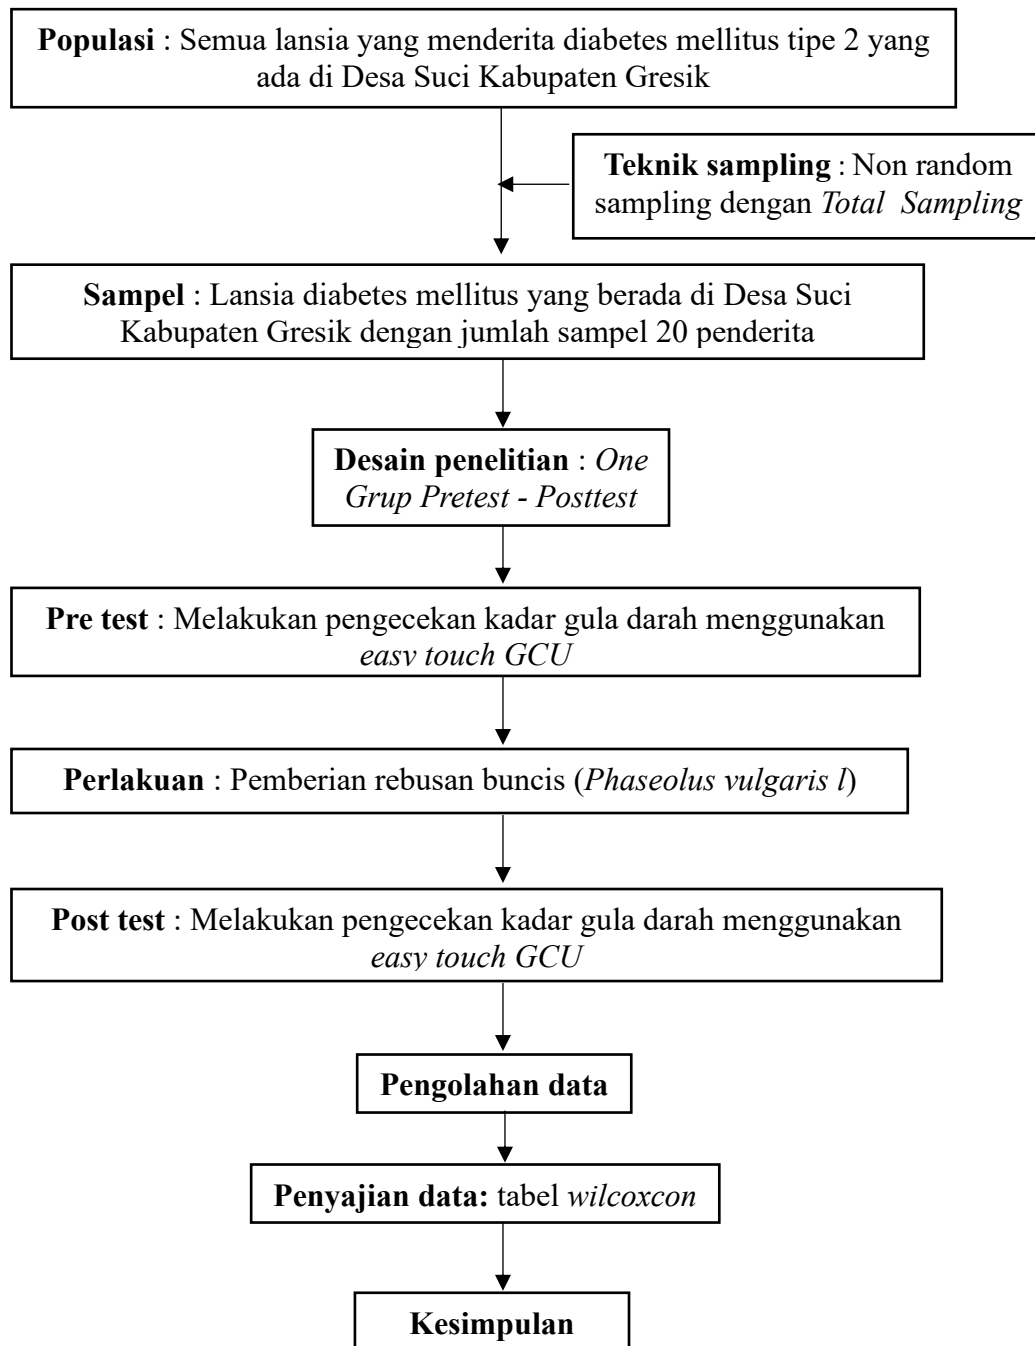 Populasi : Semua lansia yang menderita diabetes mellitus tipe 2 yang
ada di Desa Suci Kabupaten Gresik
Teknik sampling : Non random
sampling dengan Total Sampling
Sampel : Lansia diabetes mellitus yang berada di Desa Suci
Kabupaten Gresik dengan jumlah sampel 20 penderita
Desain penelitian : One
Grup Pretest - Posttest
Pre test : Melakukan pengecekan kadar gula darah menggunakan
easy touch GCU
Perlakuan : Pemberian rebusan buncis (Phaseolus vulgaris l)
Post test : Melakukan pengecekan kadar gula darah menggunakan
easy touch GCU
Pengolahan data
Penyajian data: tabel wilcoxcon
Kesimpulan